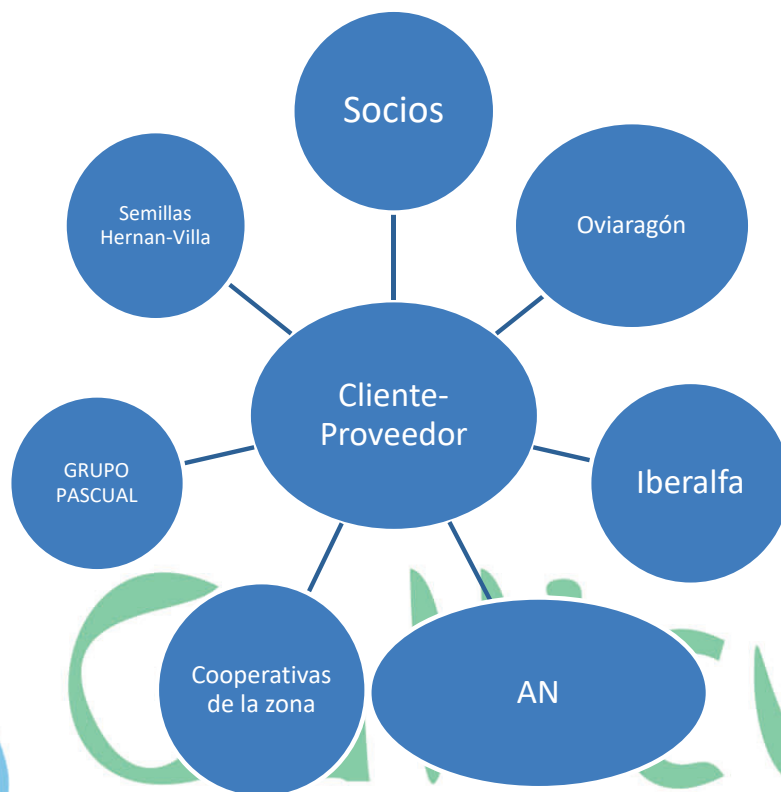 Socios
Semillas
Hernan-Villa
Oviaragón
Cliente-
Proveedor
GRUPO
PASCUAL
Iberalfa
Cooperativas
de la zona
AN